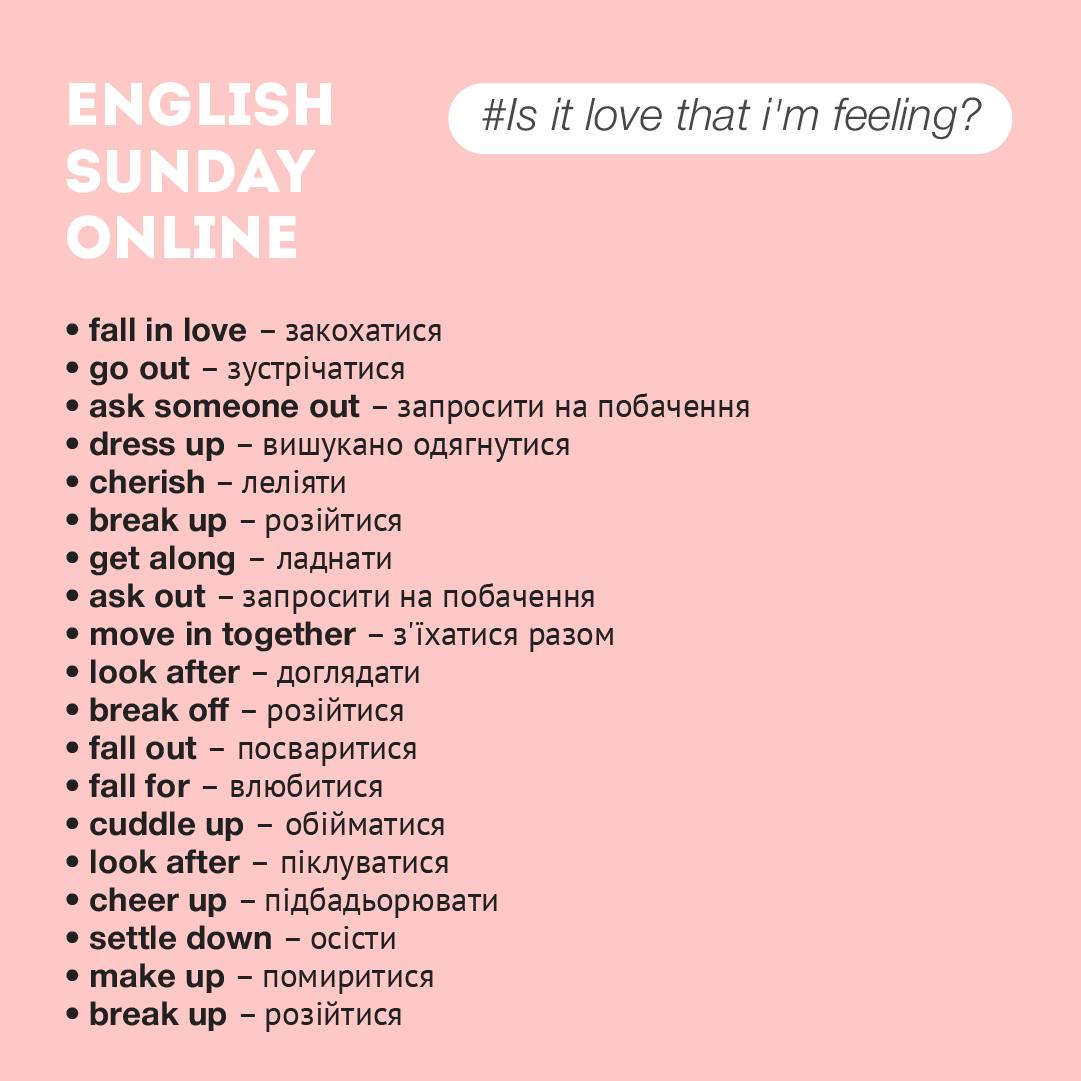 ENGLISH
SUNDAY
ONLINE
#Is it love that i'm feeling?
• fall in love – закохатися
• go out – зустрічатися
• ask someone out – запросити на побачення
• dress up – вишукано одягнутися
• cherish – леліяти
• break up – розійтися
• get along – ладнати
• ask out – запросити на побачення
• move in together – з'їхатися разом
• look after – доглядати
• break off – розійтися
• fall out – посваритися
• fall for – влюбитися
• cuddle up – обійматися
• look after – піклуватися
• cheer up – підбадьорювати
• settle down – осісти
• make up – помиритися
• break up – розійтися